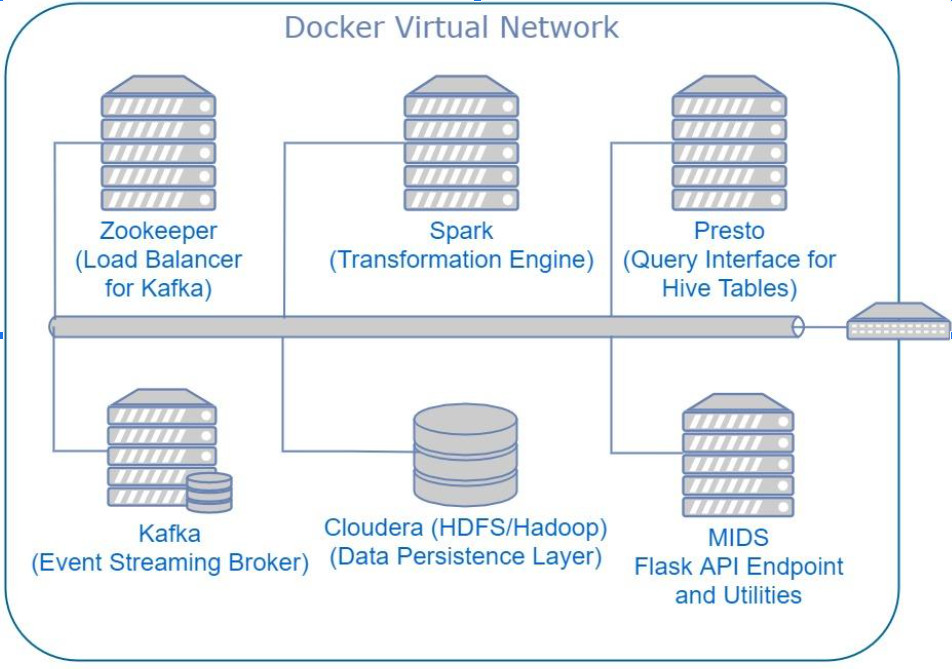 Docker Virtual Network
Zookeeper
(Load Balancer
for Kafka)
Spark
(Transformation Engine)
Presto
(Query Interface for
Hive Tables)
Kafka
(Event Streaming Broker)
Cloudera (HDFS/Hadoop)
(Data Persistence Layer)
MIDS
Flask API Endpoint
and Utilities